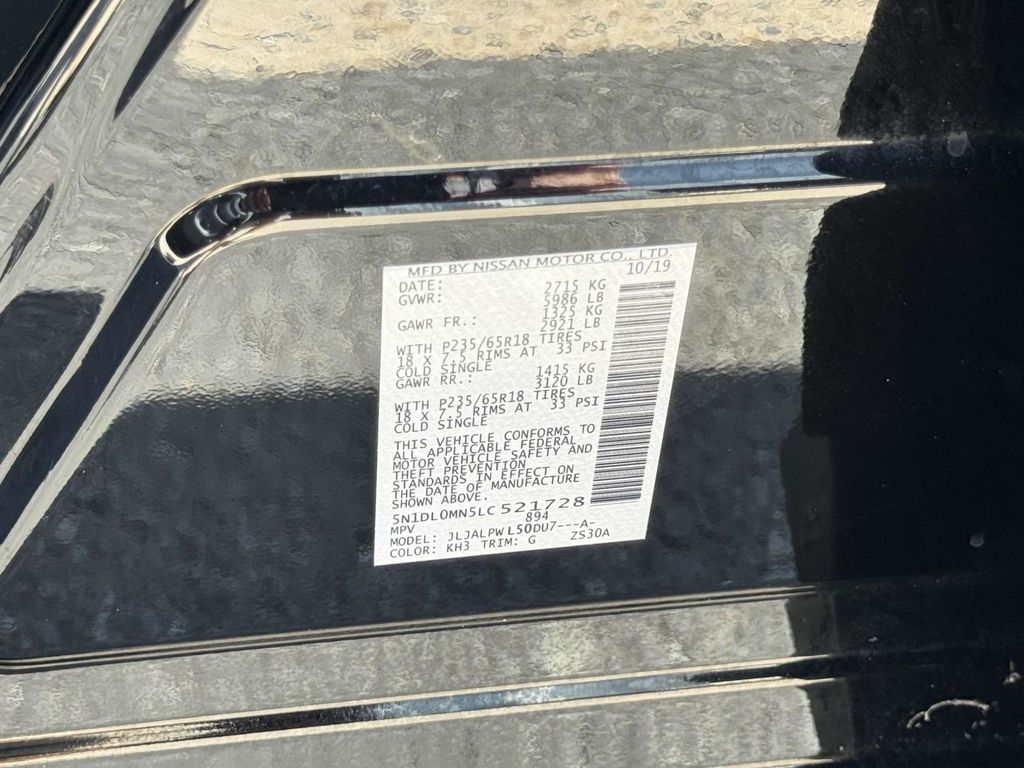 MFD BY NISSAN MOTOR CO., LTD.
DATE: 10/19
GVWR: 2715 KG
5986 LB
GAWR FR.: 1325 KG
2921 LB
WITH P235/65R18 TIRES
18 X 7.5 RIMS AT 33 PSI
COLD SINGLE
GAWR RR.: 1415 KG
3120 LB
WITH P235/65R18 TIRES
18 X 7.5 RIMS AT 33 PSI
COLD SINGLE
THIS VEHICLE CONFORMS TO
ALL APPLICABLE FEDERAL
MOTOR VEHICLE SAFETY AND
THEFT PREVENTION
STANDARDS IN EFFECT ON
THE DATE OF MANUFACTURE
SHOWN ABOVE.
5N1DL0MN5LC 521728
MPV 894
MODEL: JLJALPW L50DU7---A-
COLOR: KH3 TRIM: G ZS30A